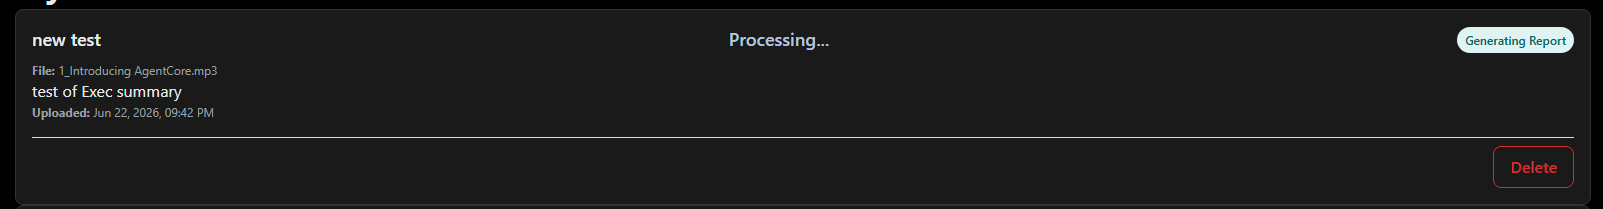 new test
Processing...
Generating Report
File: 1_Introducing AgentCore.mp3
test of Exec summary
Uploaded: Jun 22, 2026, 09:42 PM
Delete